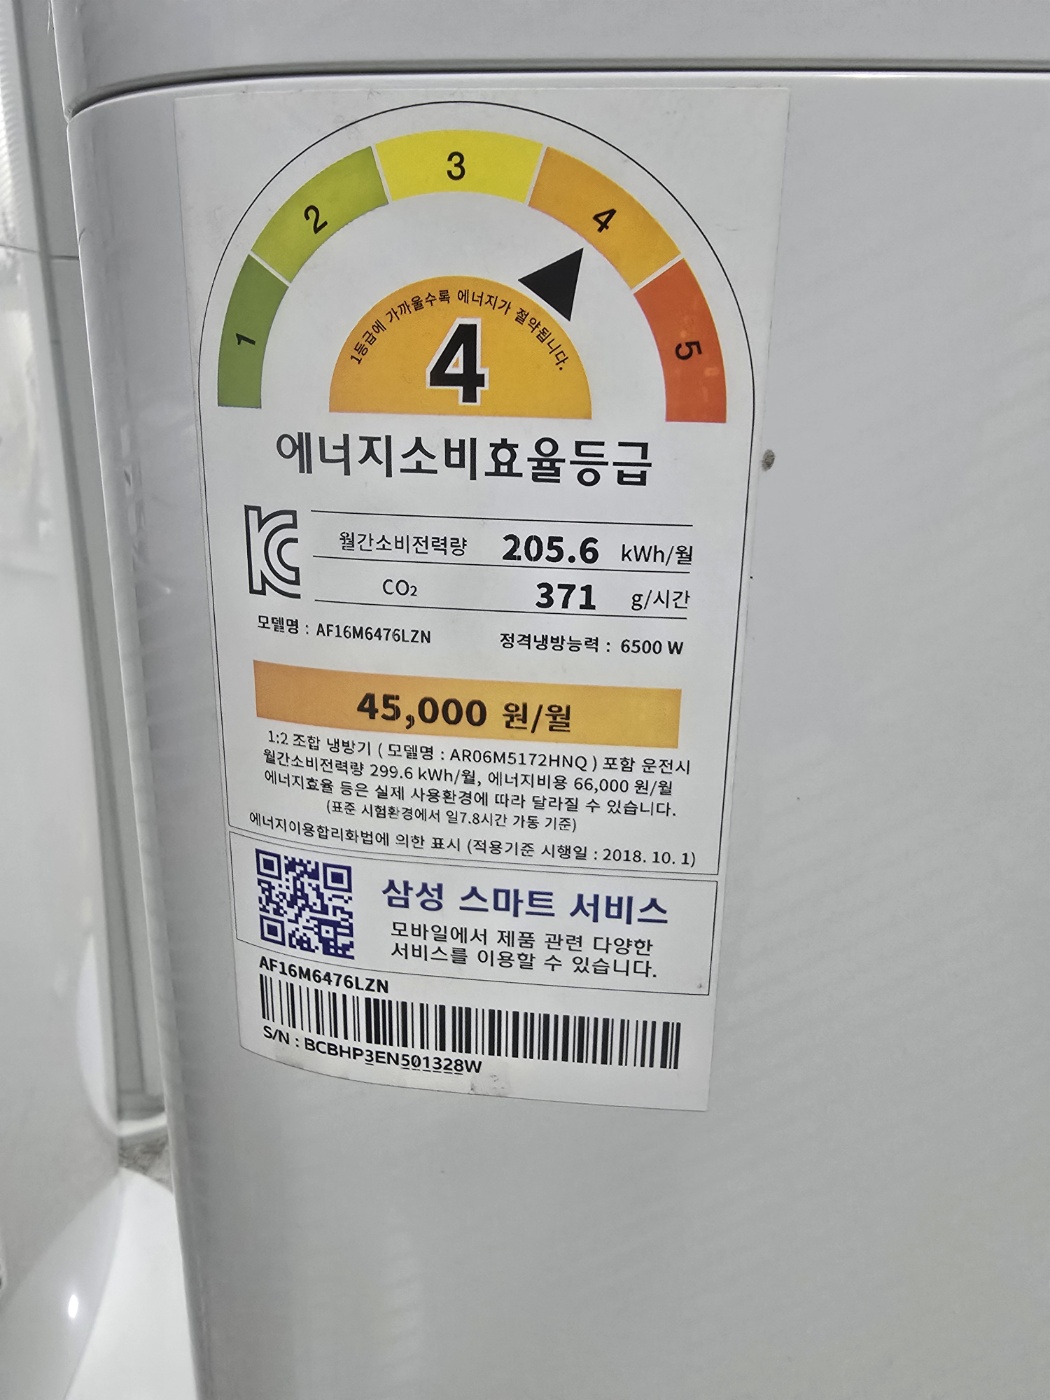 1
2
3
4
5
1등급에 가까울수록 에너지가 절약됩니다.
4
에너지소비효율등급
월간소비전력량 205.6 kWh/월
CO₂ 371 g/시간
모델명 : AF16M6476LZN 정격냉방능력 : 6500 W
45,000 원/월
1:2 조합 냉방기 ( 모델명 : AR06M5172HNQ ) 포함 운전시
월간소비전력량 299.6 kWh/월, 에너지비용 66,000 원/월
에너지효율 등은 실제 사용환경에 따라 달라질 수 있습니다.
(표준 시험환경에서 일7.8시간 가동 기준)
에너지이용합리화법에 의한 표시 (적용기준 시행일 : 2018. 10. 1)
삼성 스마트 서비스
모바일에서 제품 관련 다양한
서비스를 이용할 수 있습니다.
AF16M6476LZN
S/N : BCBHP3EN501328W